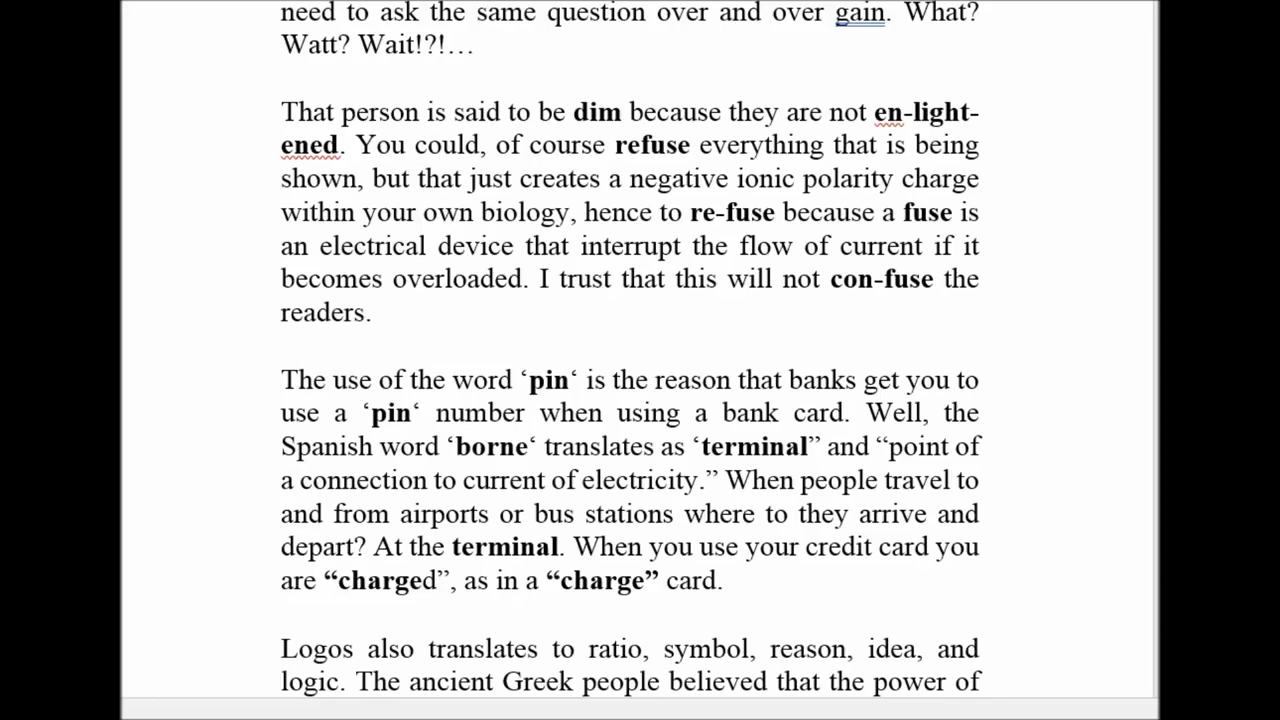 need to ask the same question over and over gain. What?
Watt? Wait!?!…
That person is said to be dim because they are not en-light-
ened. You could, of course refuse everything that is being
shown, but that just creates a negative ionic polarity charge
within your own biology, hence to re-fuse because a fuse is
an electrical device that interrupt the flow of current if it
becomes overloaded. I trust that this will not con-fuse the
readers.
The use of the word ‘pin‘ is the reason that banks get you to
use a ‘pin‘ number when using a bank card. Well, the
Spanish word ‘borne‘ translates as ‘terminal” and “point of
a connection to current of electricity.” When people travel to
and from airports or bus stations where to they arrive and
depart? At the terminal. When you use your credit card you
are “charged”, as in a “charge” card.
Logos also translates to ratio, symbol, reason, idea, and
logic. The ancient Greek people believed that the power of